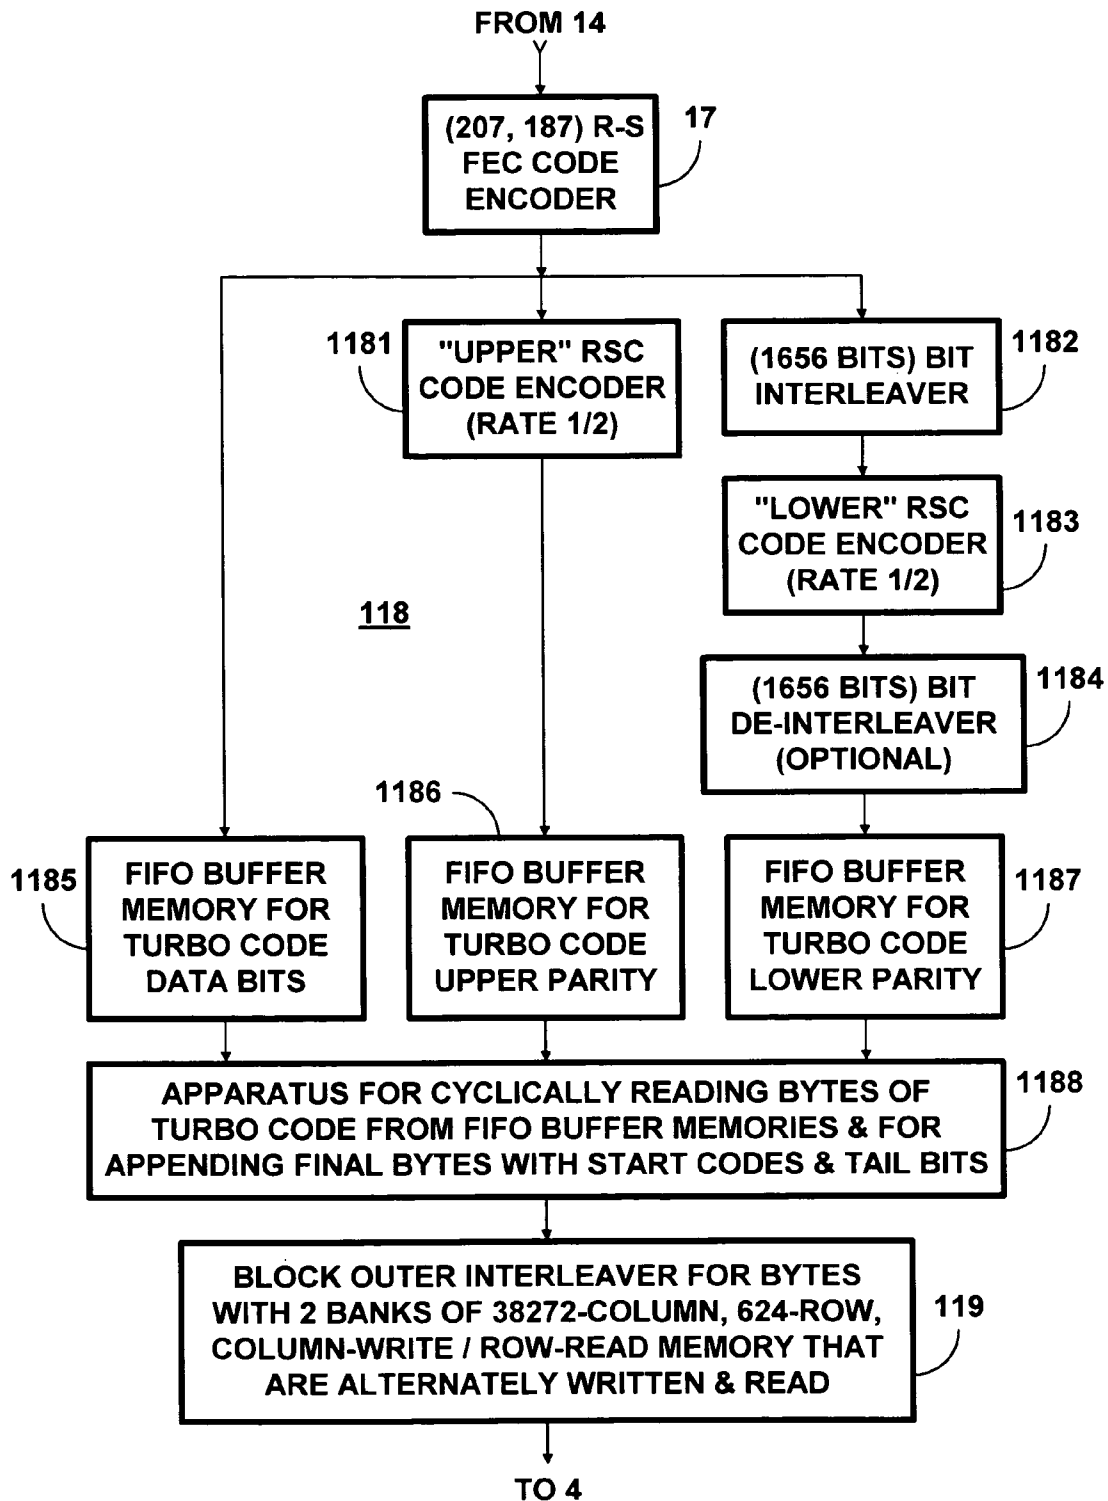 FROM 14
(207, 187) R-S
FEC CODE
ENCODER
17
1181
"UPPER" RSC
CODE ENCODER
(RATE 1/2)
(1656 BITS) BIT
INTERLEAVER
1182
"LOWER" RSC
CODE ENCODER
(RATE 1/2)
1183
118
(1656 BITS) BIT
DE-INTERLEAVER
(OPTIONAL)
1184
1186
1185
FIFO BUFFER
MEMORY FOR
TURBO CODE
DATA BITS
FIFO BUFFER
MEMORY FOR
TURBO CODE
UPPER PARITY
FIFO BUFFER
MEMORY FOR
TURBO CODE
LOWER PARITY
1187
APPARATUS FOR CYCLICALLY READING BYTES OF
TURBO CODE FROM FIFO BUFFER MEMORIES & FOR
APPENDING FINAL BYTES WITH START CODES & TAIL BITS
1188
BLOCK OUTER INTERLEAVER FOR BYTES
WITH 2 BANKS OF 38272-COLUMN, 624-ROW,
COLUMN-WRITE / ROW-READ MEMORY THAT
ARE ALTERNATELY WRITTEN & READ
119
TO 4